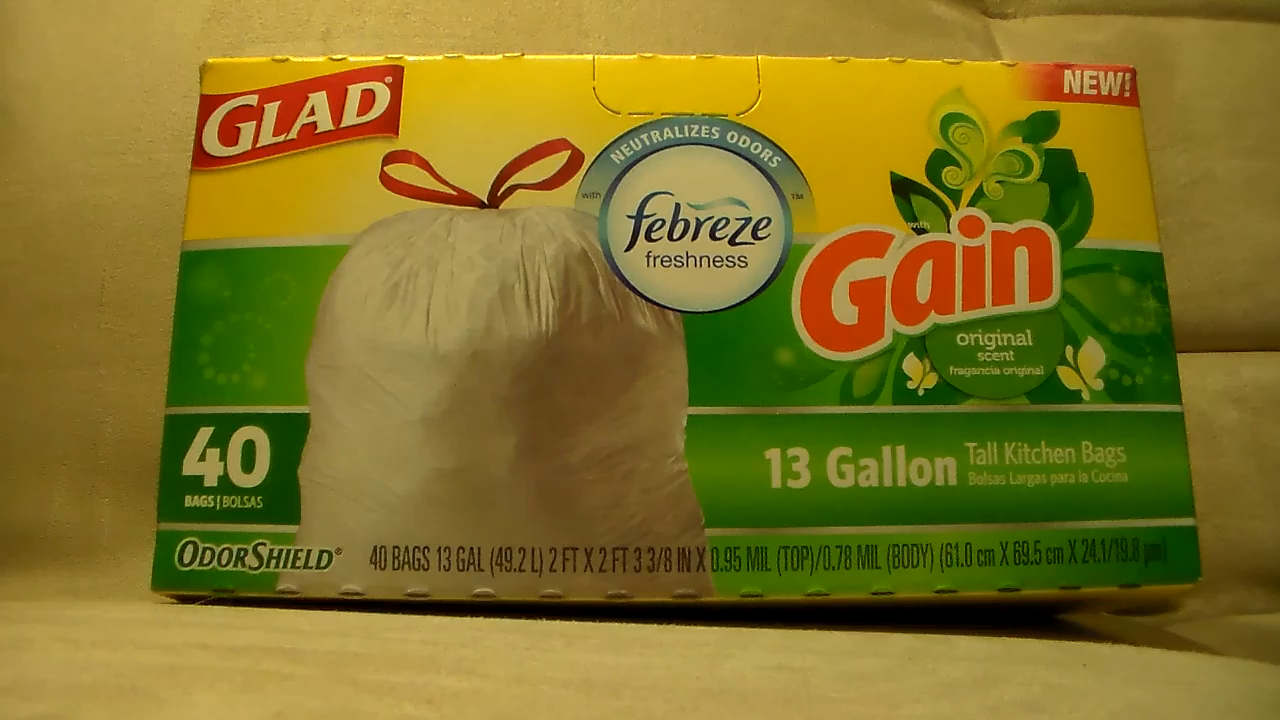 GLAD®
NEW!
NEUTRALIZES ODORS
with
febreze™
freshness
with
Gain
original
scent
fragancia original
40
BAGS | BOLSAS
13 Gallon
Tall Kitchen Bags
Bolsas Largas para la Cocina
ODORSHIELD®
40 BAGS 13 GAL (49.2 L) 2 FT X 2 FT 3 3/8 IN X 0.95 MIL (TOP)/0.78 MIL (BODY) (61.0 cm X 69.5 cm X 24.1/19.8 µm)